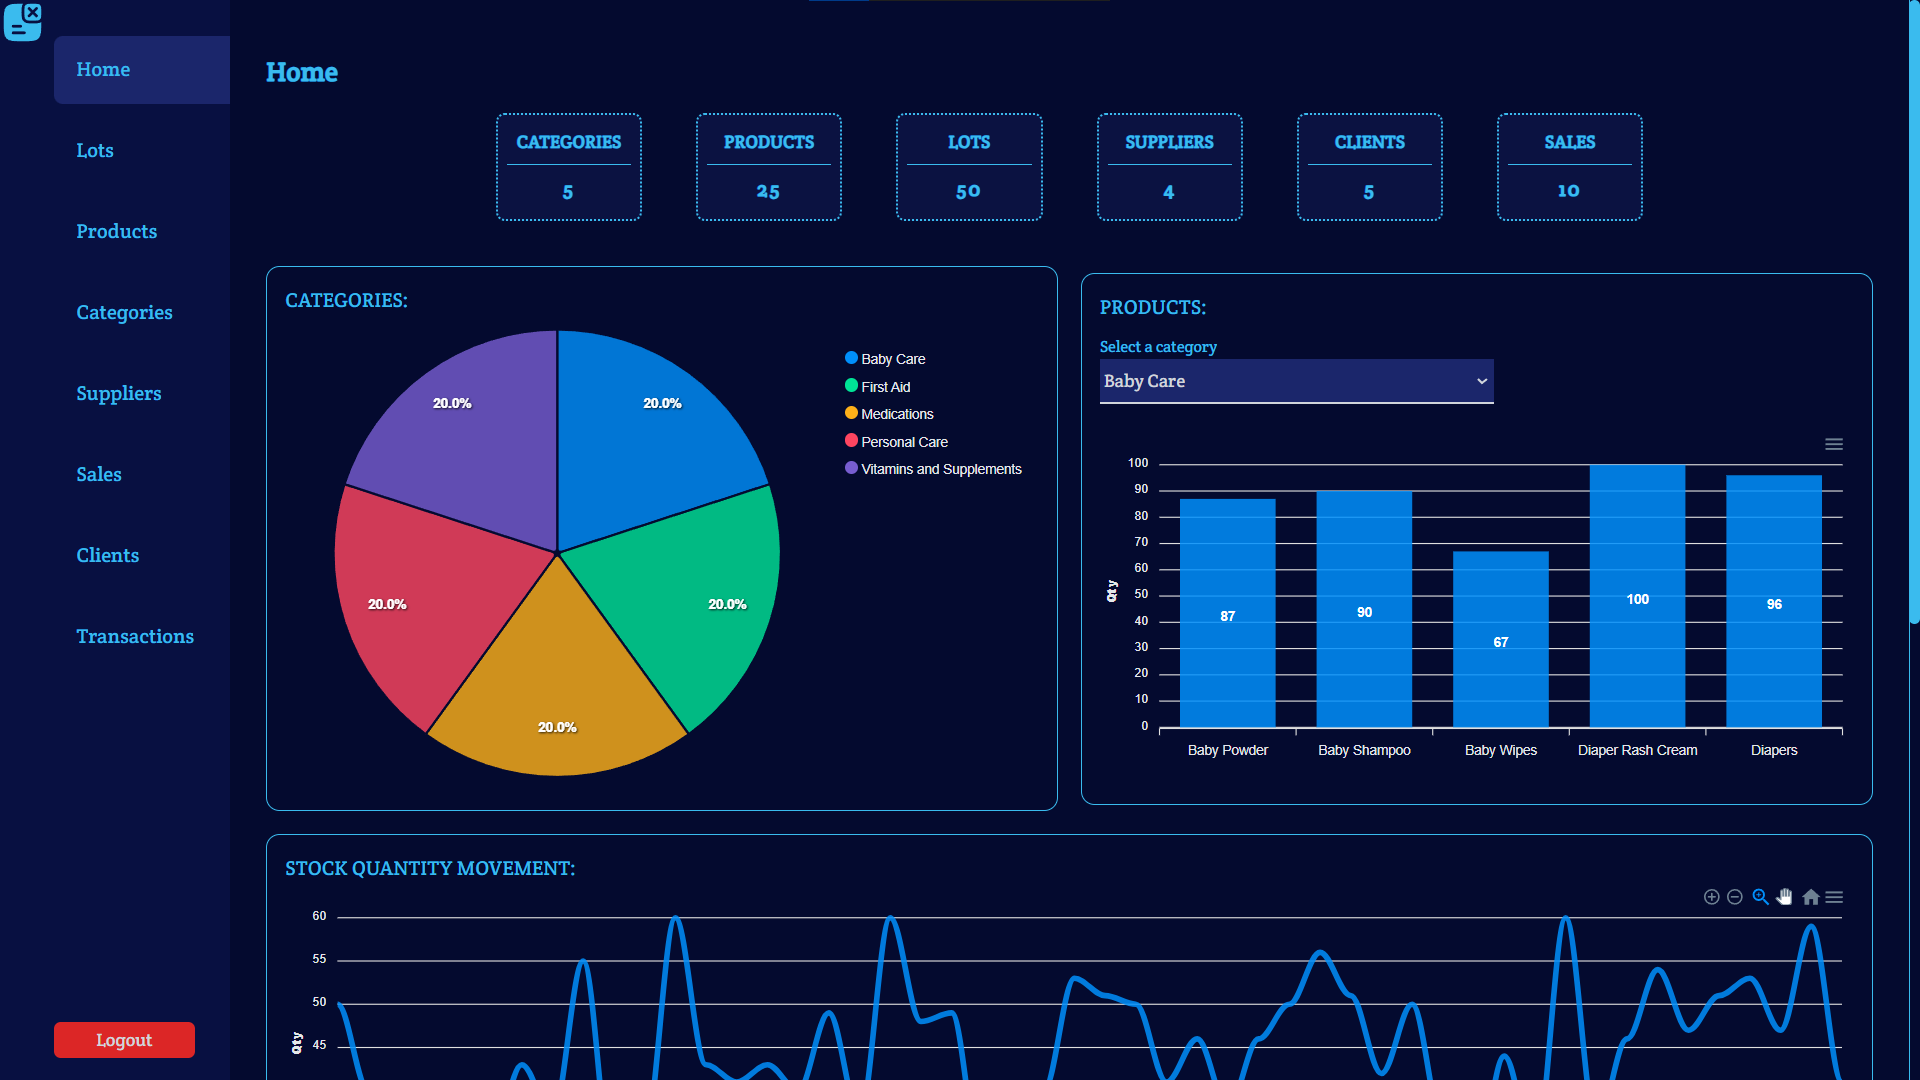 Home
Lots
Products
Categories
Suppliers
Sales
Clients
Transactions
Logout
Home
CATEGORIES
5
PRODUCTS
25
LOTS
50
SUPPLIERS
4
CLIENTS
5
SALES
10
CATEGORIES:
20.0%
20.0%
20.0%
20.0%
20.0%
Baby Care
First Aid
Medications
Personal Care
Vitamins and Supplements
PRODUCTS:
Select a category
Baby Care
Qty
100
90
80
70
60
50
40
30
20
10
0
87
90
67
100
96
Baby Powder
Baby Shampoo
Baby Wipes
Diaper Rash Cream
Diapers
STOCK QUANTITY MOVEMENT:
Qty
60
55
50
45